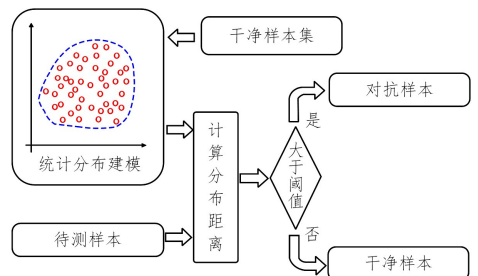 干净样本集
对抗样本
是
统计分布建模
计算分布距离
大于阈值
待测样本
否
干净样本